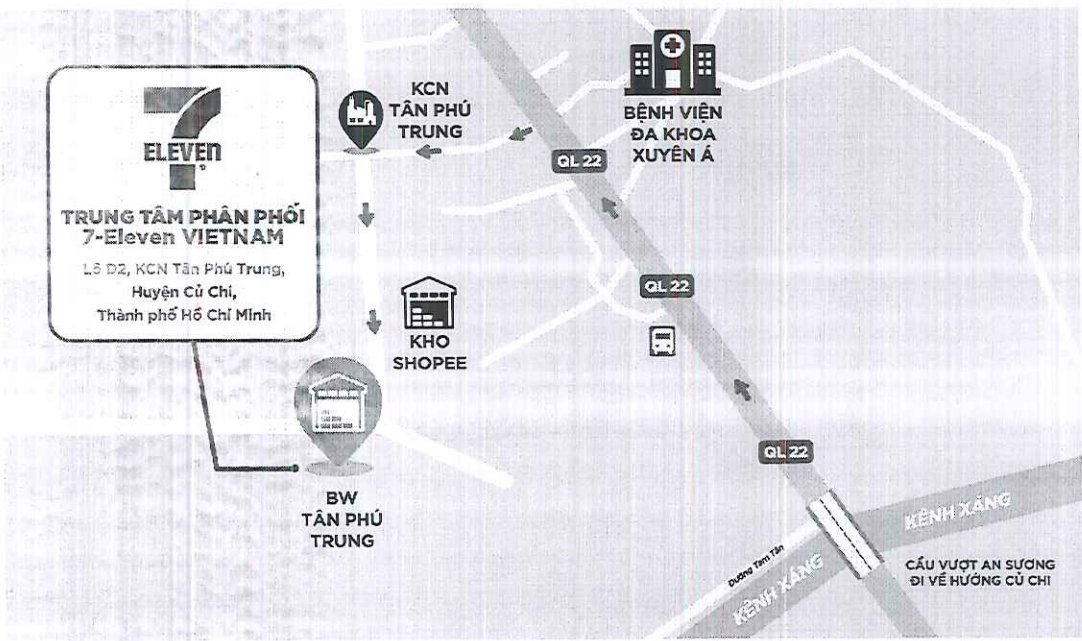 7
ELEVEn
TRUNG TÂM PHÂN PHỐI
7-Eleven VIETNAM
Lô D2, KCN Tân Phú Trung,
Huyện Củ Chi,
Thành phố Hồ Chí Minh
KCN
TÂN PHÚ
TRUNG
BỆNH VIỆN
ĐA KHOA
XUYÊN Á
QL 22
QL 22
KHO
SHOPEE
QL 22
BW
TÂN PHÚ
TRUNG
KÊNH XÁNG
Đường Tam Tân
KÊNH XÁNG
CẦU VƯỢT AN SƯƠNG
ĐI VỀ HƯỚNG CỦ CHI